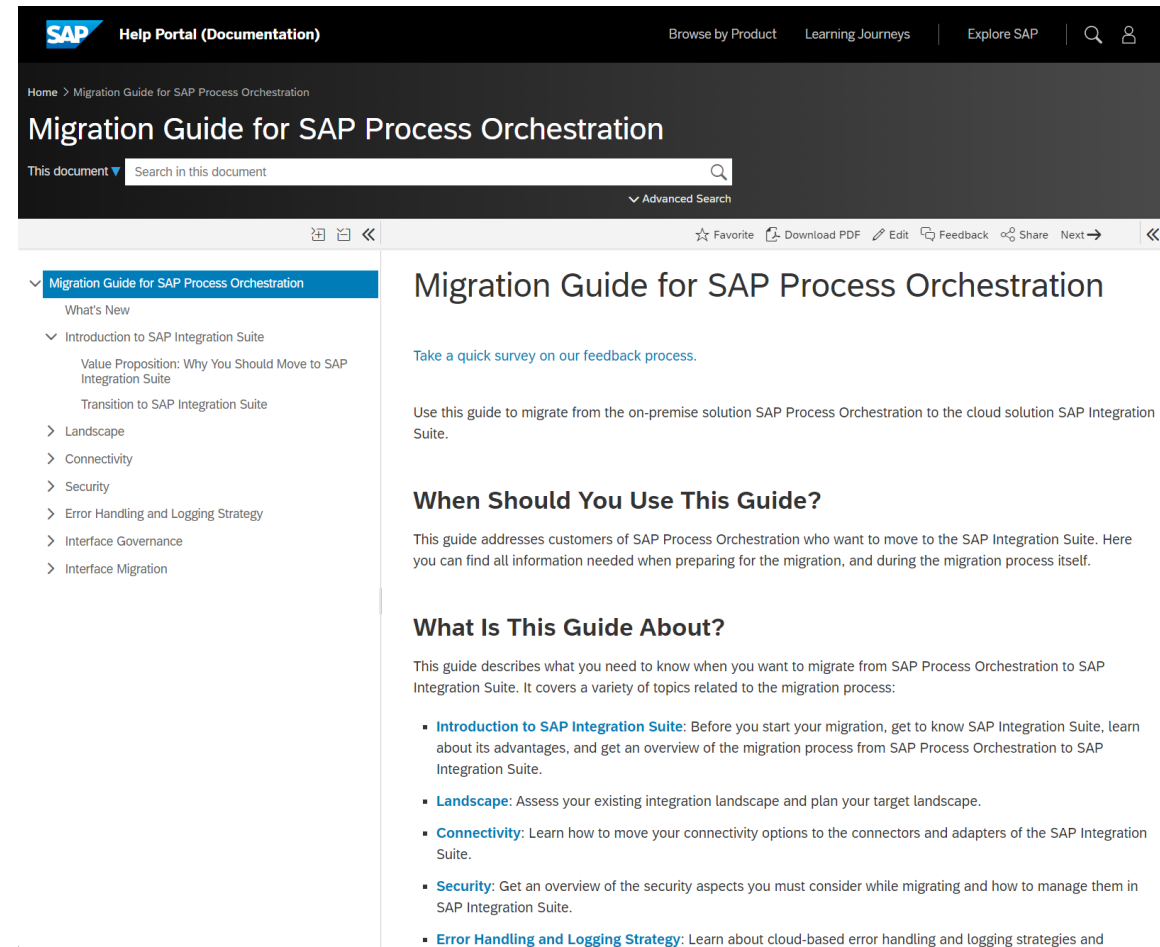 SAP Help Portal (Documentation) Browse by Product Learning Journeys Explore SAP
Home > Migration Guide for SAP Process Orchestration
Migration Guide for SAP Process Orchestration
This document Search in this document
Advanced Search
Favorite Download PDF Edit Feedback Share Next
Migration Guide for SAP Process Orchestration
What's New
Introduction to SAP Integration Suite
Value Proposition: Why You Should Move to SAP
Integration Suite
Transition to SAP Integration Suite
Landscape
Connectivity
Security
Error Handling and Logging Strategy
Interface Governance
Interface Migration
Migration Guide for SAP Process Orchestration
Take a quick survey on our feedback process.
Use this guide to migrate from the on-premise solution SAP Process Orchestration to the cloud solution SAP Integration
Suite.
When Should You Use This Guide?
This guide addresses customers of SAP Process Orchestration who want to move to the SAP Integration Suite. Here
you can find all information needed when preparing for the migration, and during the migration process itself.
What Is This Guide About?
This guide describes what you need to know when you want to migrate from SAP Process Orchestration to SAP
Integration Suite. It covers a variety of topics related to the migration process:
▪ Introduction to SAP Integration Suite: Before you start your migration, get to know SAP Integration Suite, learn
about its advantages, and get an overview of the migration process from SAP Process Orchestration to SAP
Integration Suite.
▪ Landscape: Assess your existing integration landscape and plan your target landscape.
▪ Connectivity: Learn how to move your connectivity options to the connectors and adapters of the SAP Integration
Suite.
▪ Security: Get an overview of the security aspects you must consider while migrating and how to manage them in
SAP Integration Suite.
▪ Error Handling and Logging Strategy: Learn about cloud-based error handling and logging strategies and